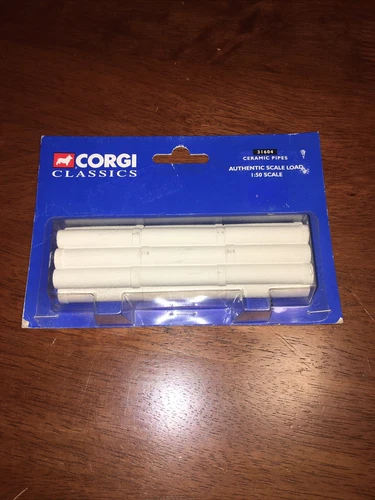 CORGI
CLASSICS
31604
CERAMIC PIPES
AUTHENTIC SCALE LOAD
1:50 SCALE